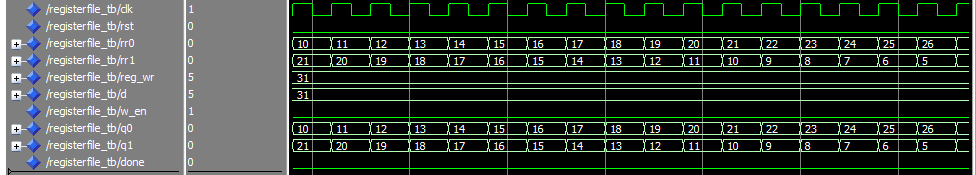 /registerfile_tb/clk 1
/registerfile_tb/rst 0
/registerfile_tb/rr0 0 10 11 12 13 14 15 16 17 18 19 20 21 22 23 25 26
/registerfile_tb/rr1 0 21 20 19 18 17 16 15 14 13 12 11 10 9 8 7 6 5
/registerfile_tb/reg_wr 5 31
/registerfile_tb/d 5 31
/registerfile_tb/w_en 1
/registerfile_tb/q0 0 10 11 12 13 14 15 16 17 18 19 20 21 22 23 25 26
/registerfile_tb/q1 0 21 20 19 18 17 16 15 14 13 12 11 10 9 8 7 6 5
/registerfile_tb/done 0